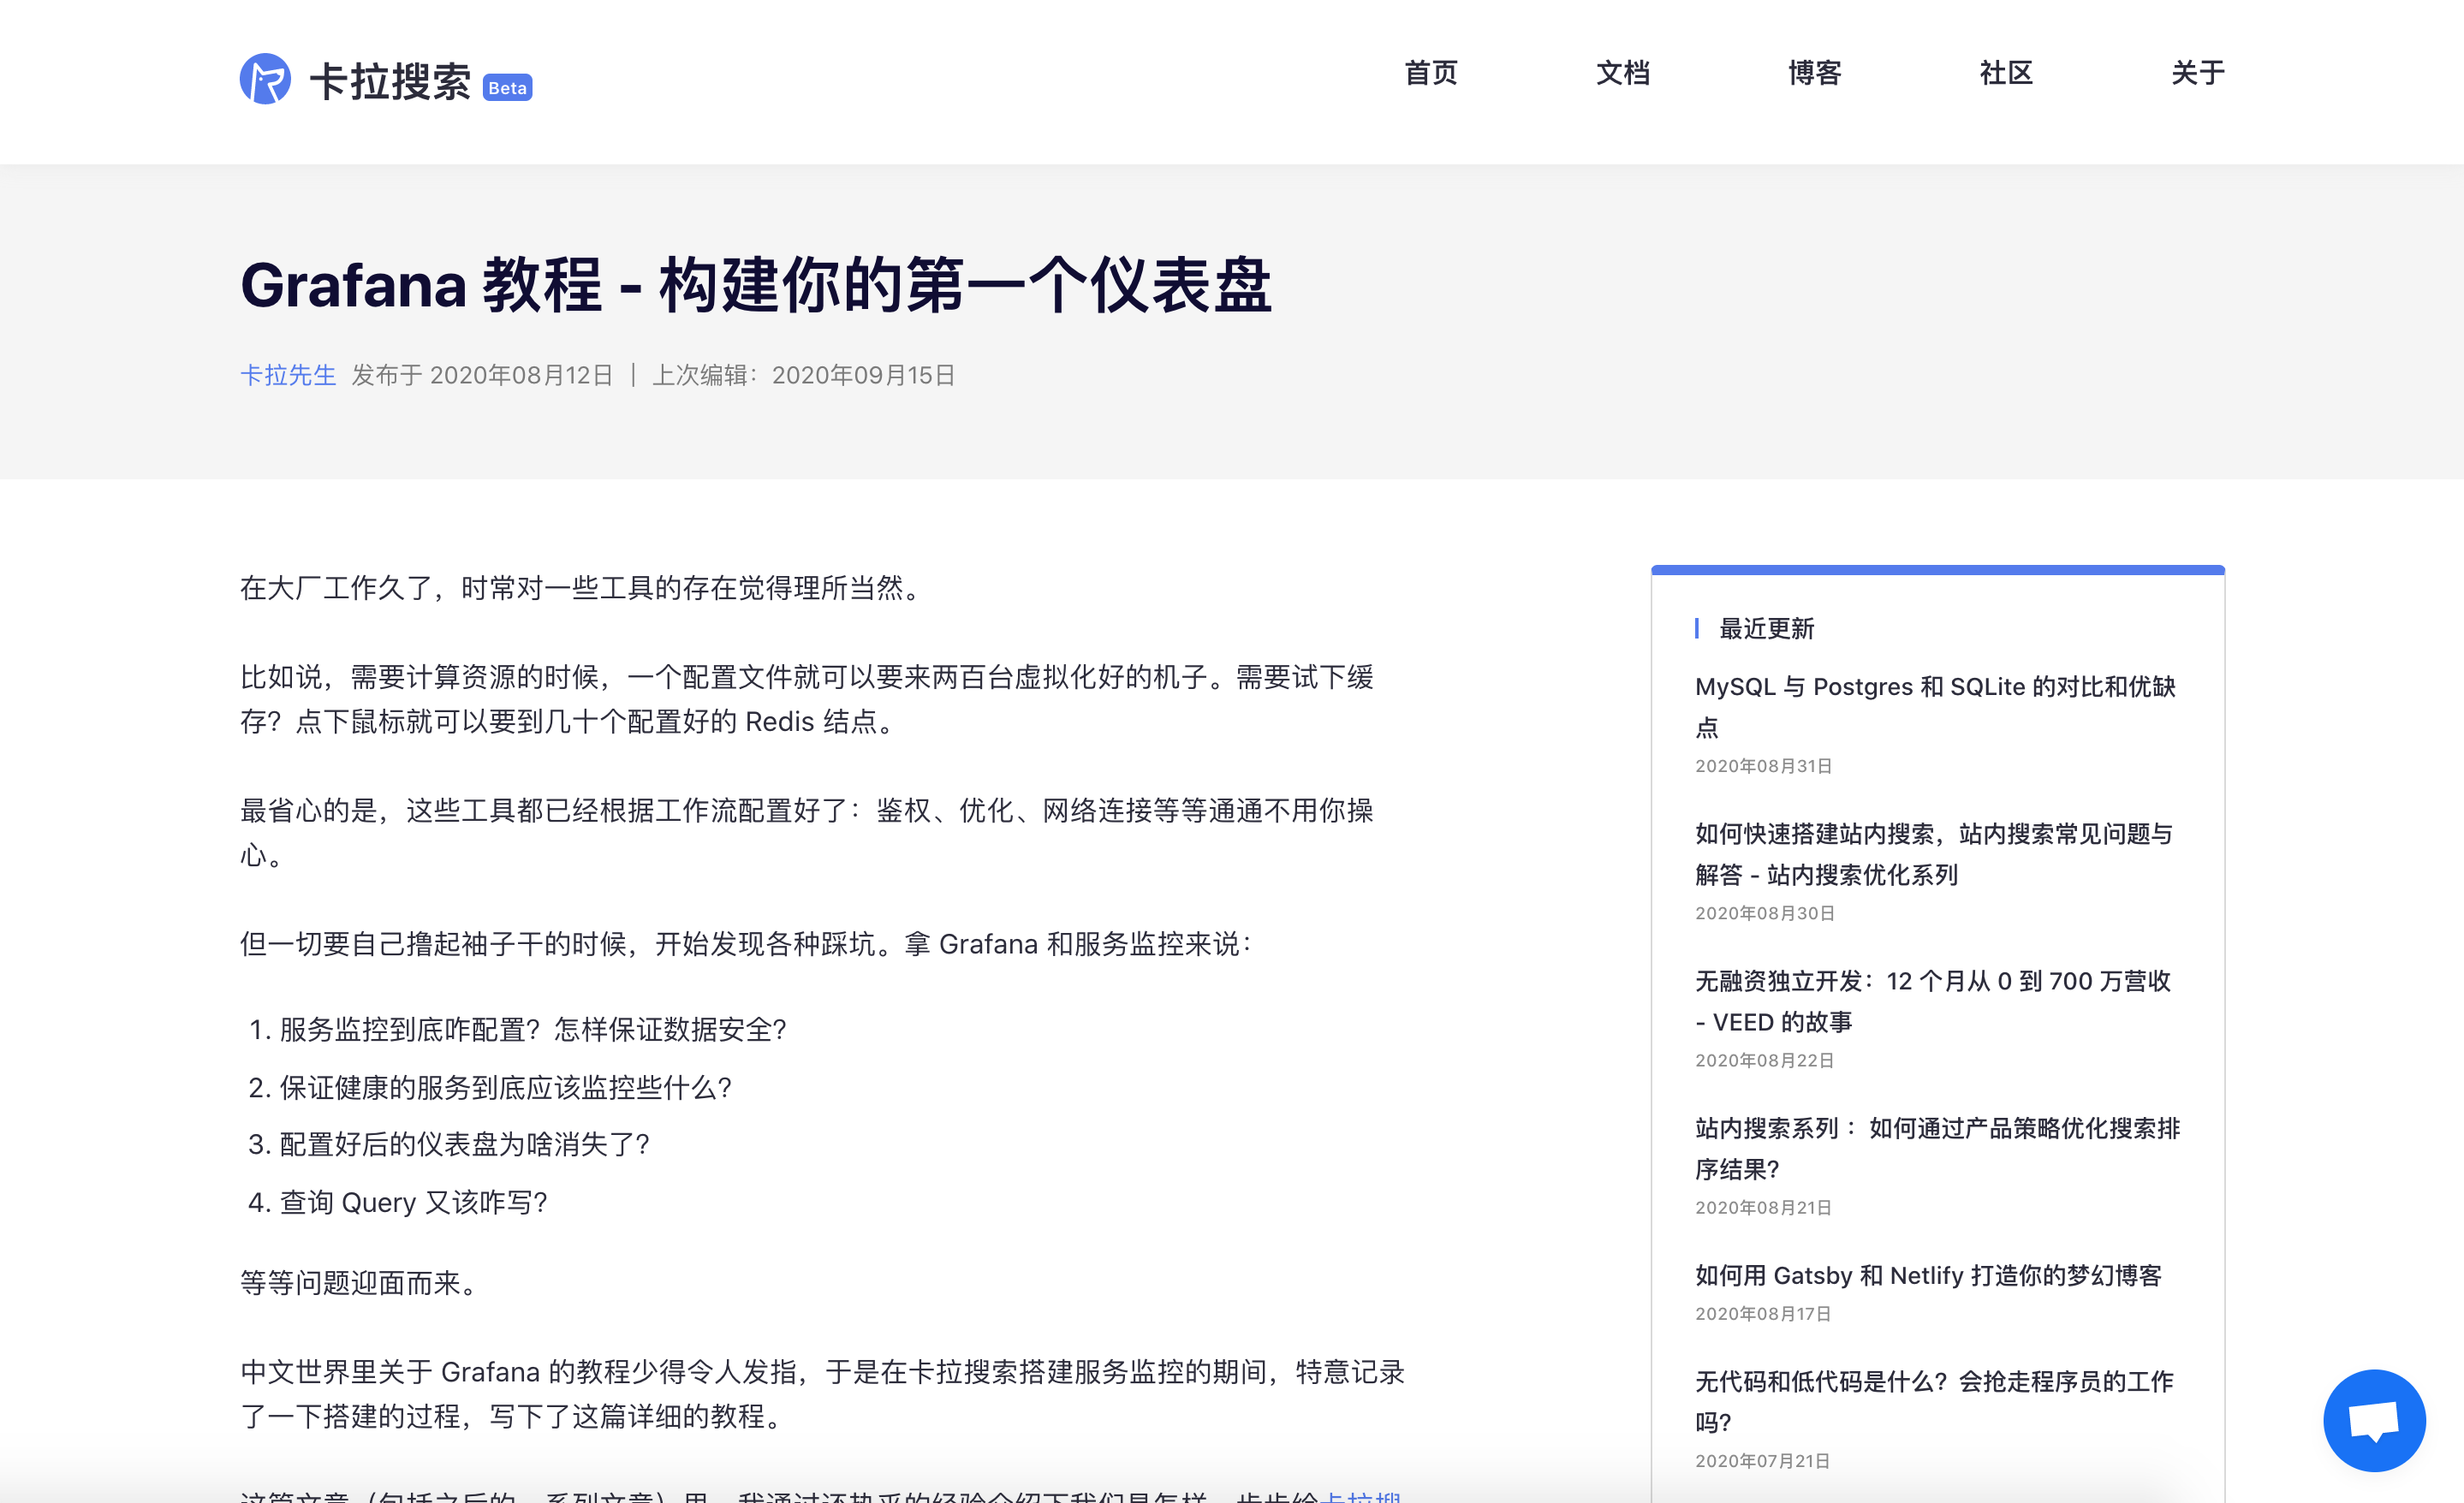 卡拉搜索 Beta
首页 文档 博客 社区 关于
Grafana 教程 - 构建你的第一个仪表盘
卡拉先生 发布于 2020年08月12日 | 上次编辑：2020年09月15日
在大厂工作久了，时常对一些工具的存在觉得理所当然。
比如说，需要计算资源的时候，一个配置文件就可以要来两百台虚拟化好的机子。需要试下缓
存？点下鼠标就可以要到几十个配置好的 Redis 结点。
最省心的是，这些工具都已经根据工作流配置好了：鉴权、优化、网络连接等等通通不用你操
心。
但一切要自己撸起袖子干的时候，开始发现各种踩坑。拿 Grafana 和服务监控来说：
1. 服务监控到底咋配置？怎样保证数据安全？
2. 保证健康的服务到底应该监控些什么？
3. 配置好后的仪表盘为啥消失了？
4. 查询 Query 又该咋写？
等等问题迎面而来。
中文世界里关于 Grafana 的教程少得令人发指，于是在卡拉搜索搭建服务监控的期间，特意记录
了一下搭建的过程，写下了这篇详细的教程。
最近更新
MySQL 与 Postgres 和 SQLite 的对比和优缺
点
2020年08月31日
如何快速搭建站内搜索，站内搜索常见问题与
解答 - 站内搜索优化系列
2020年08月30日
无融资独立开发：12 个月从 0 到 700 万营收
- VEED 的故事
2020年08月22日
站内搜索系列 ：如何通过产品策略优化搜索排
序结果？
2020年08月21日
如何用 Gatsby 和 Netlify 打造你的梦幻博客
2020年08月17日
无代码和低代码是什么？会抢走程序员的工作
吗？
2020年07月21日